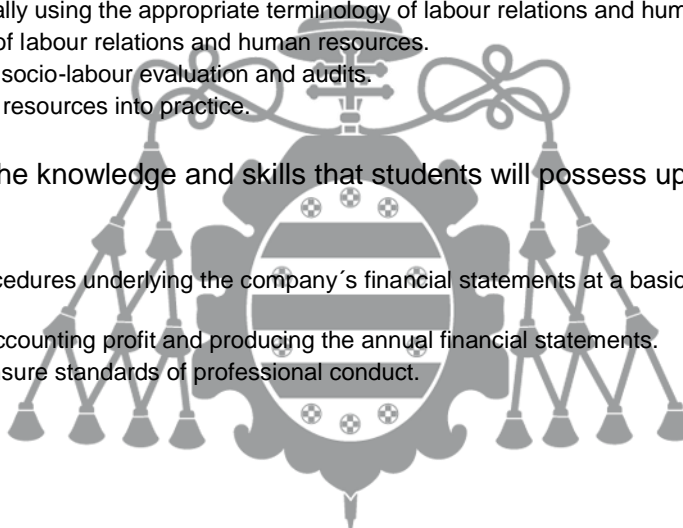 ally using the appropriate terminology of labour relations and hum
of labour relations and human resources.
socio-labour evaluation and audits.
resources into practice.
he knowledge and skills that students will possess up
cedures underlying the company´s financial statements at a basic
ccounting profit and producing the annual financial statements.
nsure standards of professional conduct.